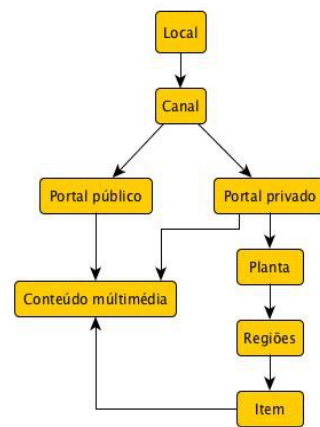 Local
Canal
Portal público
Portal privado
Planta
Conteúdo múltimédia
Regiões
Item